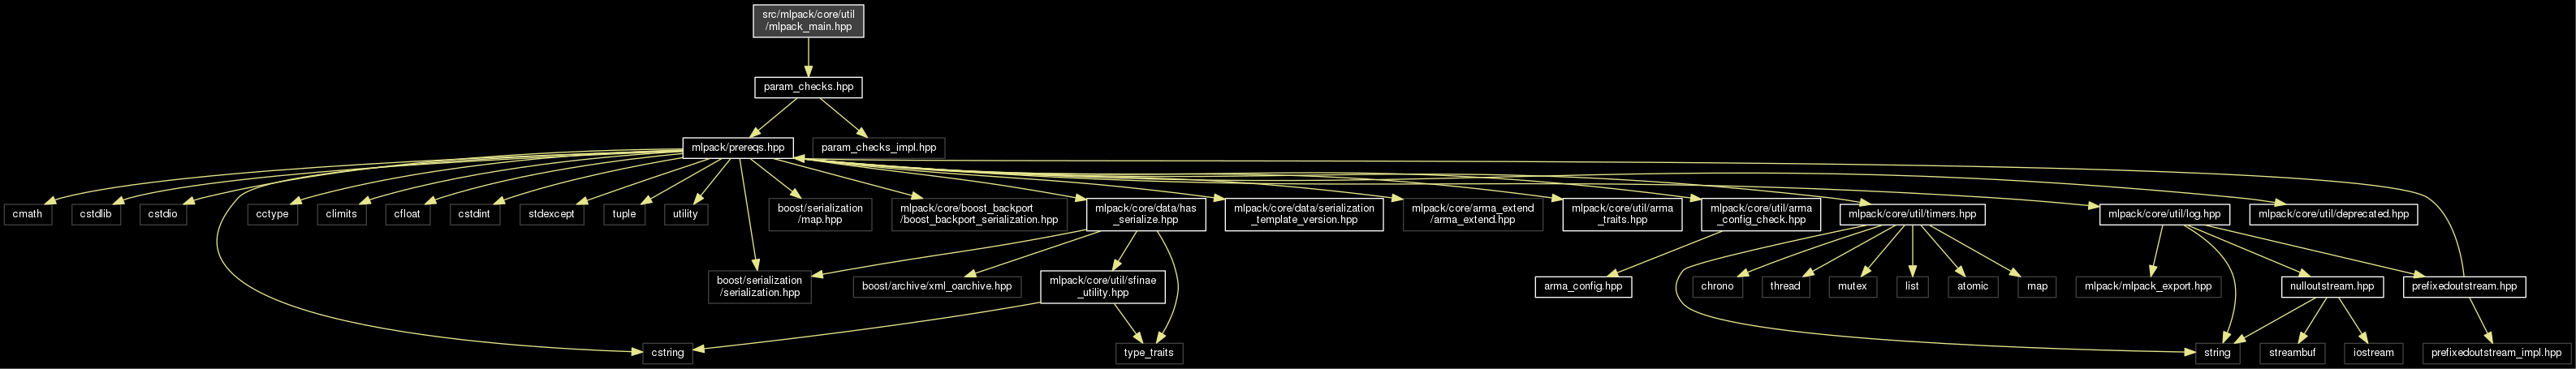 src/mlpack/core/util
/mlpack_main.hpp
param_checks.hpp
mlpack/prereqs.hpp
param_checks_impl.hpp
cmath
cstdlib
cstdio
cctype
climits
cfloat
cstdint
stdexcept
tuple
utility
boost/serialization
/map.hpp
mlpack/core/boost_backport
/boost_backport_serialization.hpp
mlpack/core/data/has
_serialize.hpp
mlpack/core/data/serialization
_template_version.hpp
mlpack/core/arma_extend
/arma_extend.hpp
mlpack/core/util/arma
_traits.hpp
mlpack/core/util/arma
_config_check.hpp
mlpack/core/util/timers.hpp
mlpack/core/util/log.hpp
mlpack/core/util/deprecated.hpp
boost/serialization
/serialization.hpp
boost/archive/xml_oarchive.hpp
mlpack/core/util/sfinae
_utility.hpp
arma_config.hpp
chrono
thread
mutex
list
atomic
map
mlpack/mlpack_export.hpp
nulloutstream.hpp
prefixedoutstream.hpp
cstring
type_traits
string
streambuf
iostream
prefixedoutstream_impl.hpp